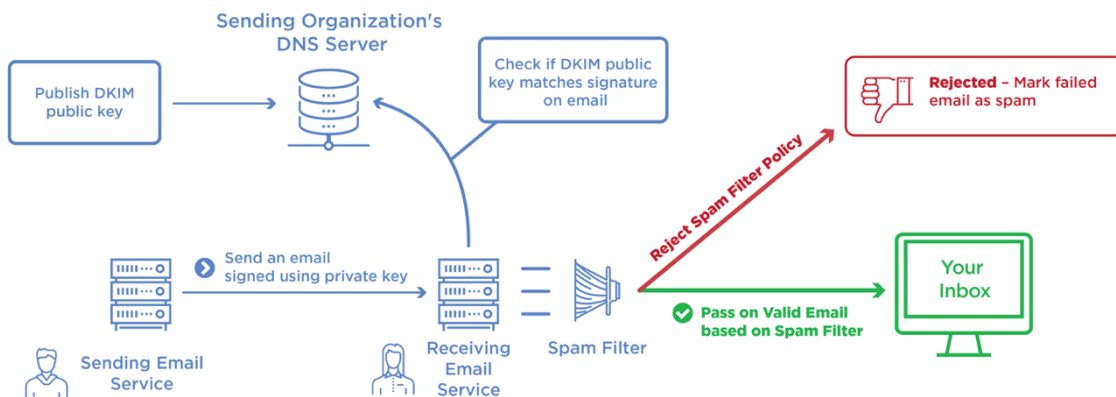 Sending Organization's
DNS Server
Publish DKIM
public key
Check if DKIM public
key matches signature
on email
Rejected – Mark failed
email as spam
Reject Spam Filter Policy
Send an email
signed using private key
Your
Inbox
Pass on Valid Email
based on Spam Filter
Sending Email
Service
Receiving
Email
Service
Spam Filter